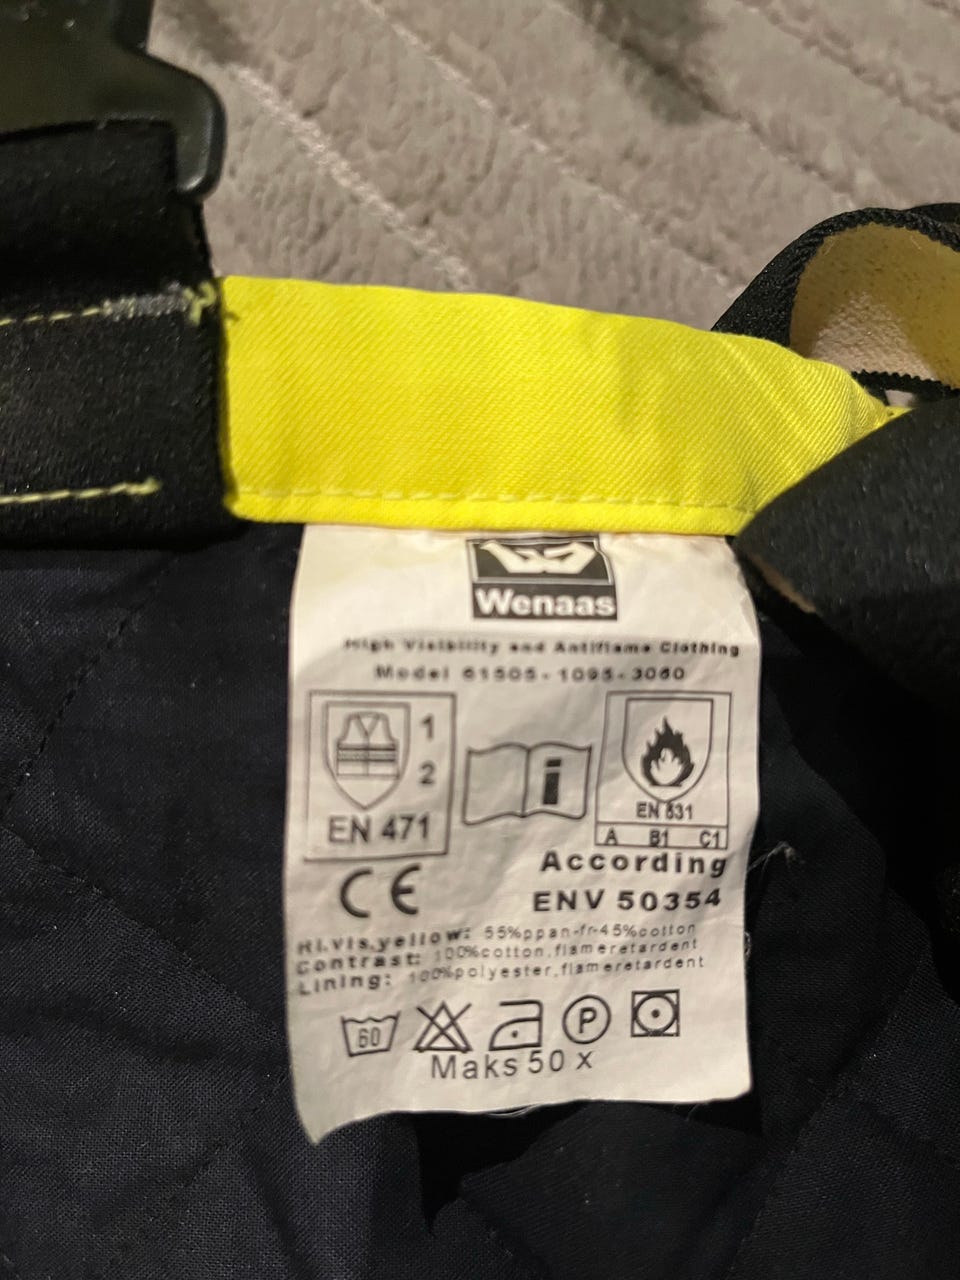 Wenaas
High Visibility and Antiflame Clothing
Model 61505-1095-3060
1
2
EN 471
i
EN 531
A B1 C1
CE
According
ENV 50354
Hi.vis.yellow: 55%ppan-fr-45%cotton
Contrast: 100%cotton,flameretardent
Lining: 100%polyester,flameretardent
60
P
Maks 50 x